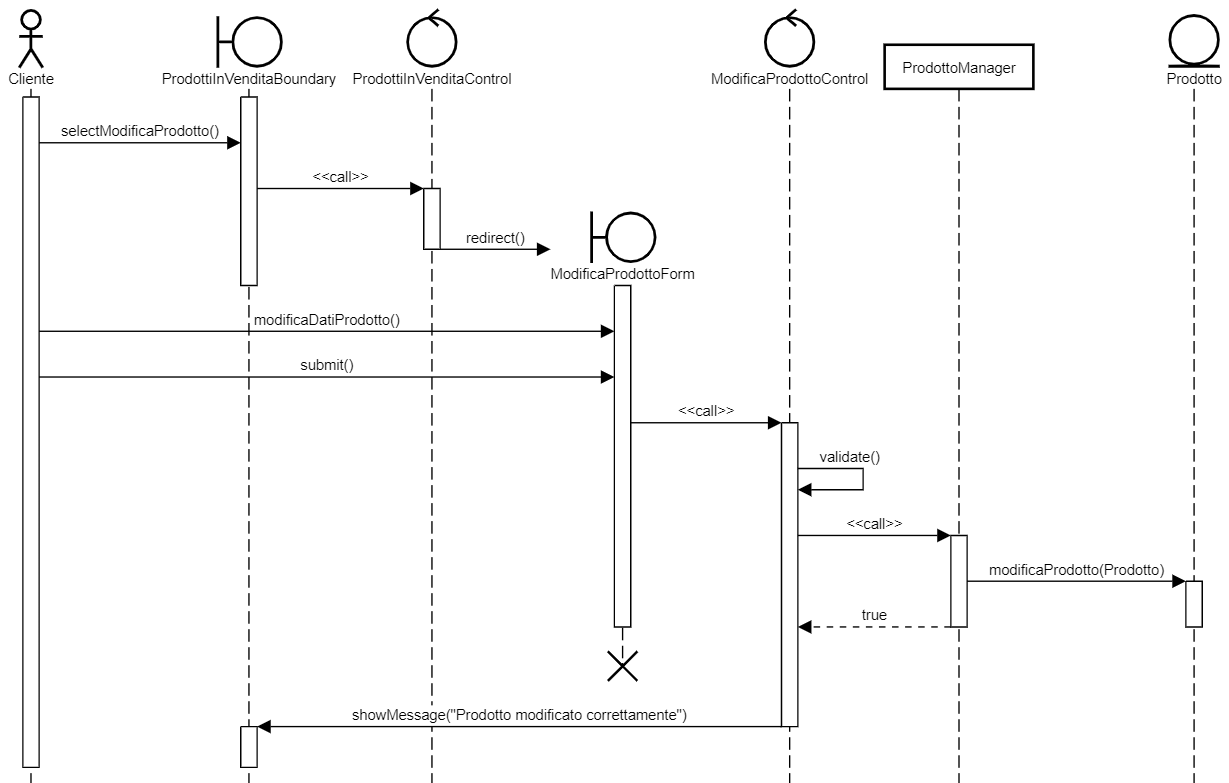 Cliente
ProdottiInVenditaBoundary
ProdottiInVenditaControl
ModificaProdottoControl
ProdottoManager
Prodotto
selectModificaProdotto()
<<call>>
redirect()
ModificaProdottoForm
modificaDatiProdotto()
submit()
<<call>>
validate()
<<call>>
modificaProdotto(Prodotto)
true
showMessage("Prodotto modificato correttamente")